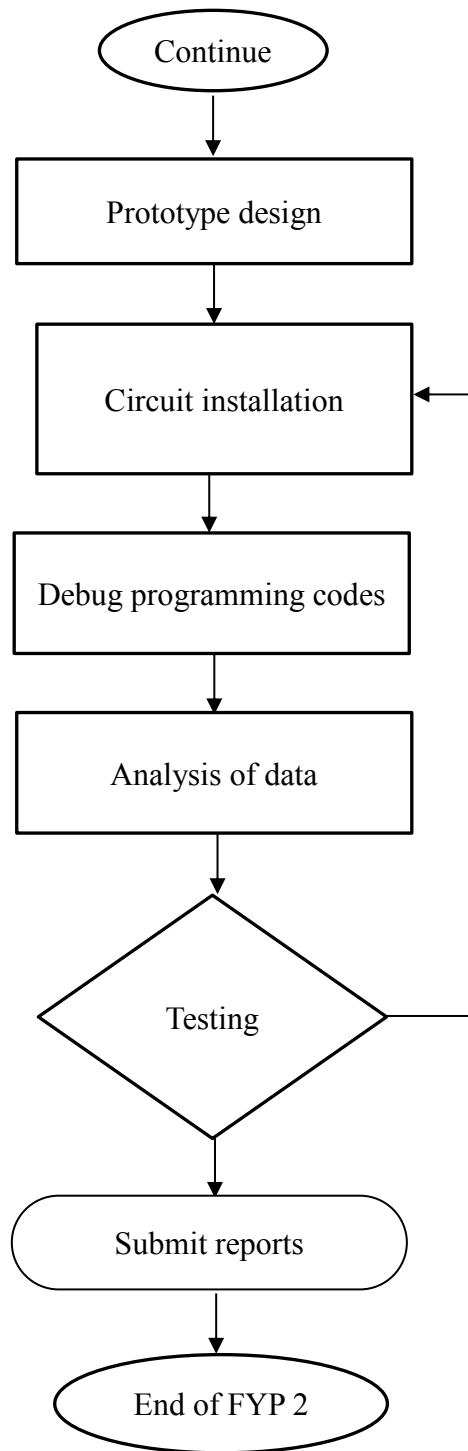 Continue
Prototype design
Circuit installation
Debug programming codes
Analysis of data
Testing
Submit reports
End of FYP 2